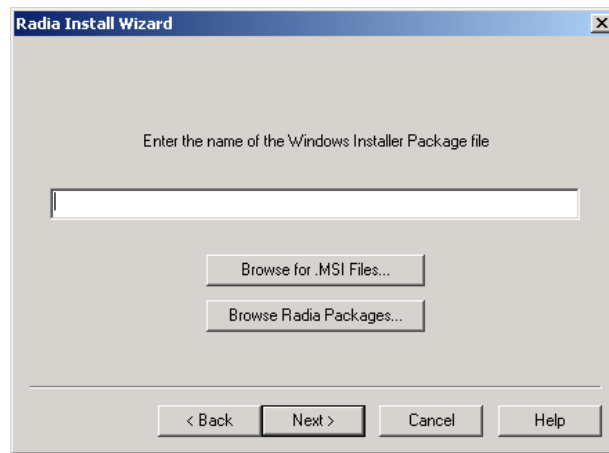 Radia Install Wizard
Enter the name of the Windows Installer Package file
Browse for .MSI Files...
Browse Radia Packages...
< Back Next > Cancel Help